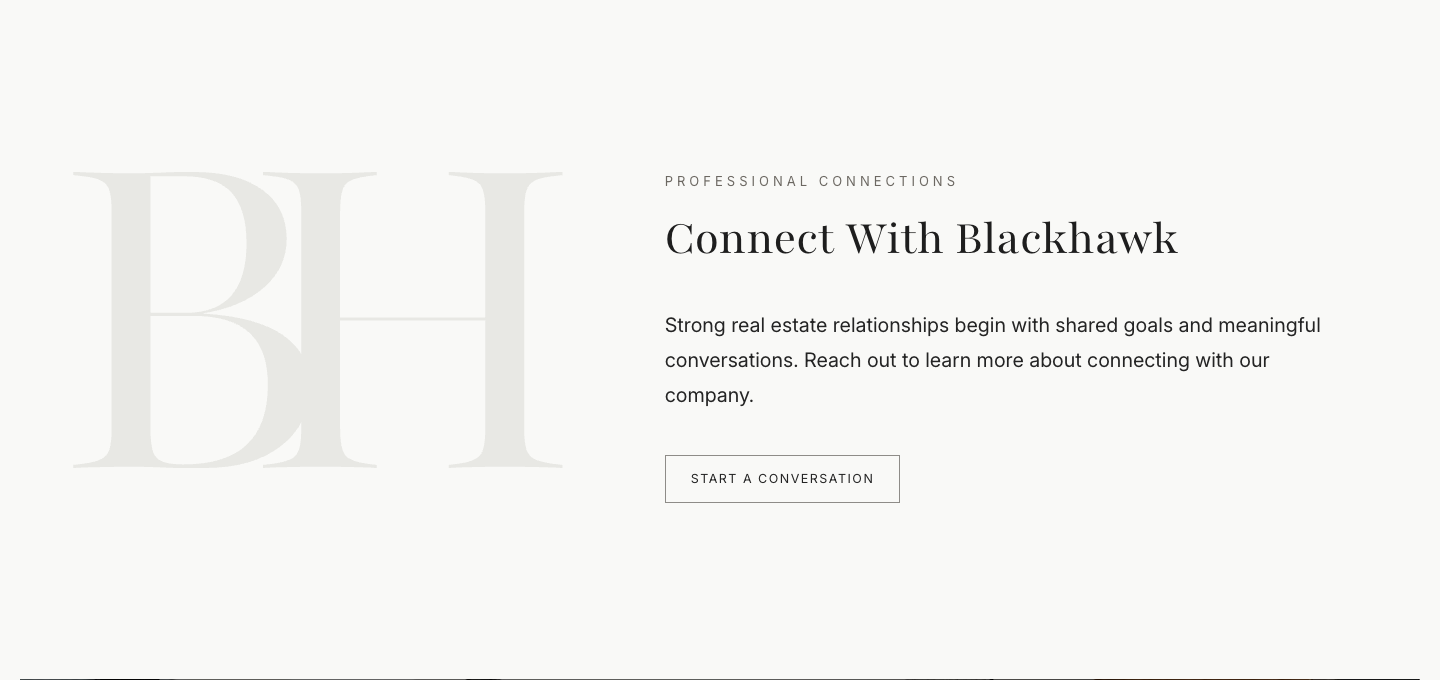 BH
PROFESSIONAL CONNECTIONS
Connect With Blackhawk
Strong real estate relationships begin with shared goals and meaningful
conversations. Reach out to learn more about connecting with our
company.
START A CONVERSATION